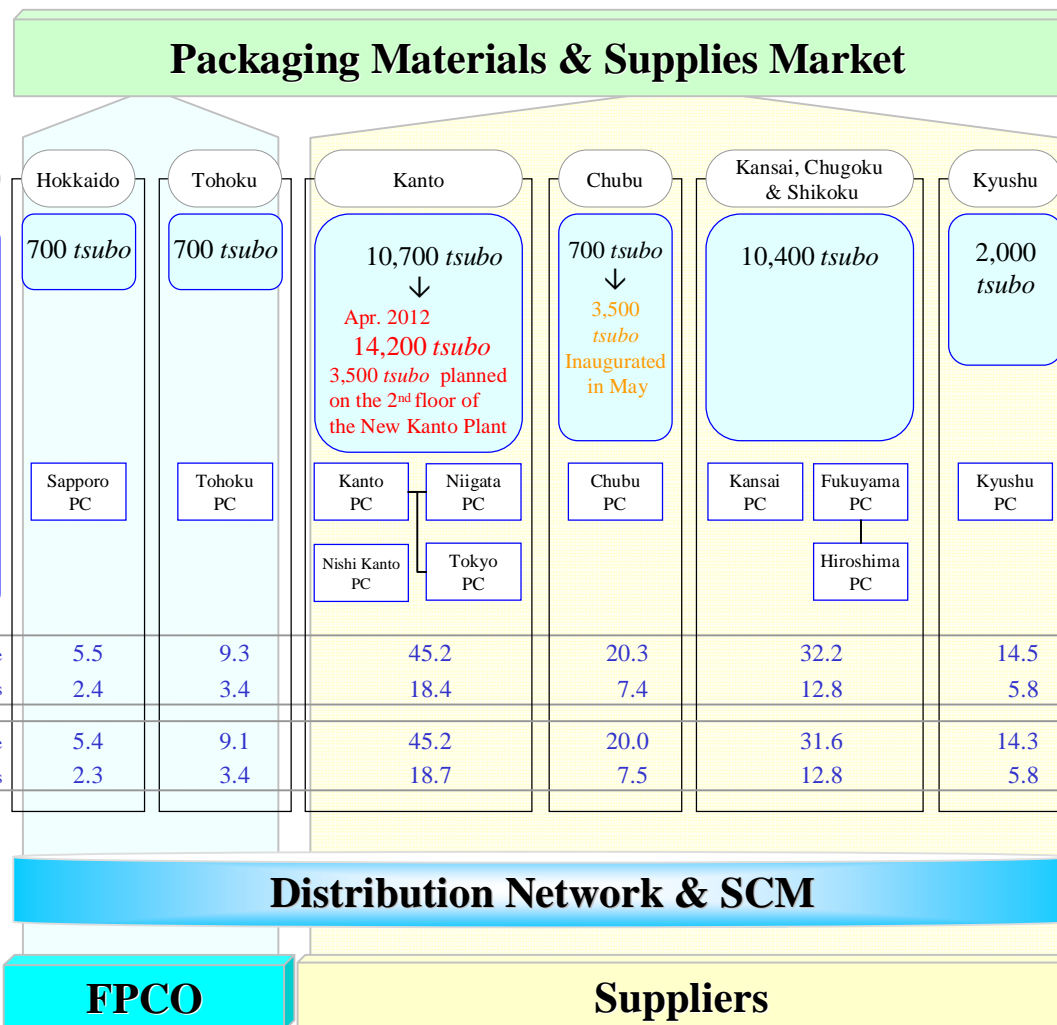 Packaging Materials & Supplies Market
Hokkaido
Tohoku
Kanto
Chubu
Kansai, Chugoku
& Shikoku
Kyushu
700 tsubo
700 tsubo
10,700 tsubo
↓
Apr. 2012
14,200 tsubo
3,500 tsubo planned
on the 2nd floor of
the New Kanto Plant
700 tsubo
↓
3,500
tsubo
Inaugurated
in May
10,400 tsubo
2,000
tsubo
Sapporo
PC
Tohoku
PC
Kanto
PC
Niigata
PC
Nishi Kanto
PC
Tokyo
PC
Chubu
PC
Kansai
PC
Fukuyama
PC
Hiroshima
PC
Kyushu
PC
e 5.5 9.3 45.2 20.3 32.2 14.5
s 2.4 3.4 18.4 7.4 12.8 5.8
e 5.4 9.1 45.2 20.0 31.6 14.3
s 2.3 3.4 18.7 7.5 12.8 5.8
Distribution Network & SCM
FPCO
Suppliers